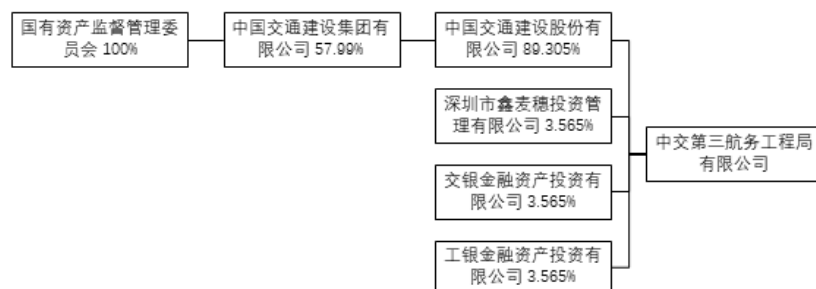 国有资产监督管理委
员会 100%
中国交通建设集团有
限公司 57.99%
中国交通建设股份有
限公司 89.305%
深圳市鑫麦穗投资管
理有限公司 3.565%
交银金融资产投资有
限公司 3.565%
工银金融资产投资有
限公司 3.565%
中交第三航务工程局
有限公司